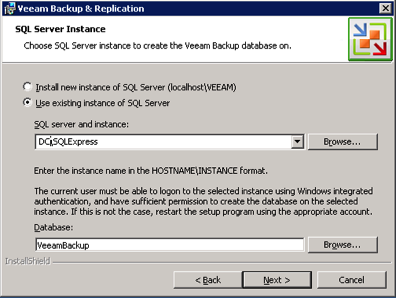 Veeam Backup & Replication
SQL Server Instance
Choose SQL Server instance to create the Veeam Backup database on.
Install new instance of SQL Server (localhost\VEEAM)
Use existing instance of SQL Server
SQL server and instance:
DC\SQLExpress
Browse...
Enter the instance name in the HOSTNAME\INSTANCE format.
The current user must be able to logon to the selected instance using Windows integrated
authentication, and have sufficient permission to create the database on the selected
instance. If this is not the case, restart the setup program using the appropriate account.
Database:
VeeamBackup
Browse...
InstallShield
< Back
Next >
Cancel